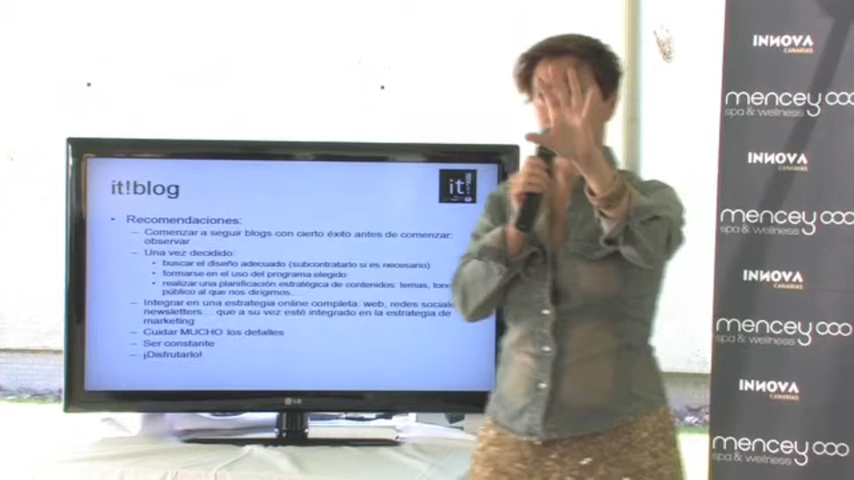 it!blog
it!
• Recomendaciones:
– Comenzar a seguir blogs con cierto éxito antes de comenzar:
observar
– Una vez decidido:
• buscar el diseño adecuado (subcontratarlo si es necesario)
• formarse en el uso del programa elegido
• realizar una planificación estratégica de contenidos: temas,
público al que nos dirigimos...
– Integrar en una estrategia online completa: web, redes sociales
newsletters... que a su vez esté integrado en la estrategia de
marketing
– Cuidar MUCHO los detalles
– Ser constante
– ¡Disfrutarlo!
LG
INNOVA
CANARIAS
mencey
spa & wellness
INNOVA
CANARIAS
mencey
spa & wellness
INNOVA
CANARIAS
mencey
spa & wellness
INNOVA
CANARIAS
mencey
spa & wellness